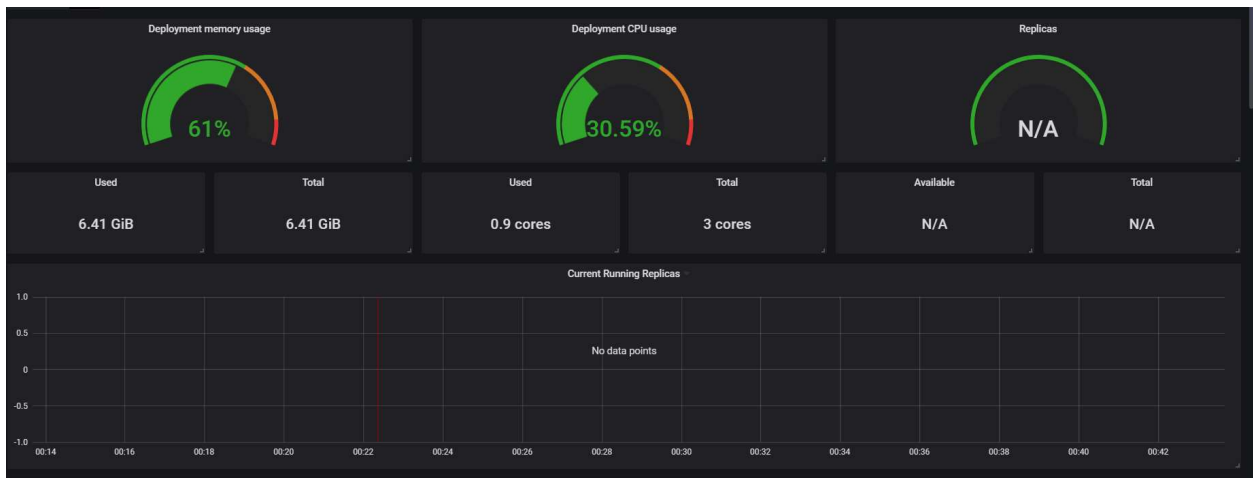 Deployment memory usage
61%
Deployment CPU usage
30.59%
Replicas
N/A
Used
6.41 GiB
Total
6.41 GiB
Used
0.9 cores
Total
3 cores
Available
N/A
Total
N/A
Current Running Replicas
1.0
0.5
0
-0.5
-1.0
No data points
00:14 00:16 00:18 00:20 00:22 00:24 00:26 00:28 00:30 00:32 00:34 00:36 00:38 00:40 00:42